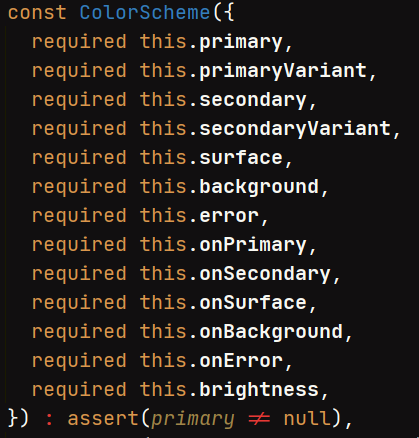 const ColorScheme({
  required this.primary,
  required this.primaryVariant,
  required this.secondary,
  required this.secondaryVariant,
  required this.surface,
  required this.background,
  required this.error,
  required this.onPrimary,
  required this.onSecondary,
  required this.onSurface,
  required this.onBackground,
  required this.onError,
  required this.brightness,
}) : assert(primary != null),